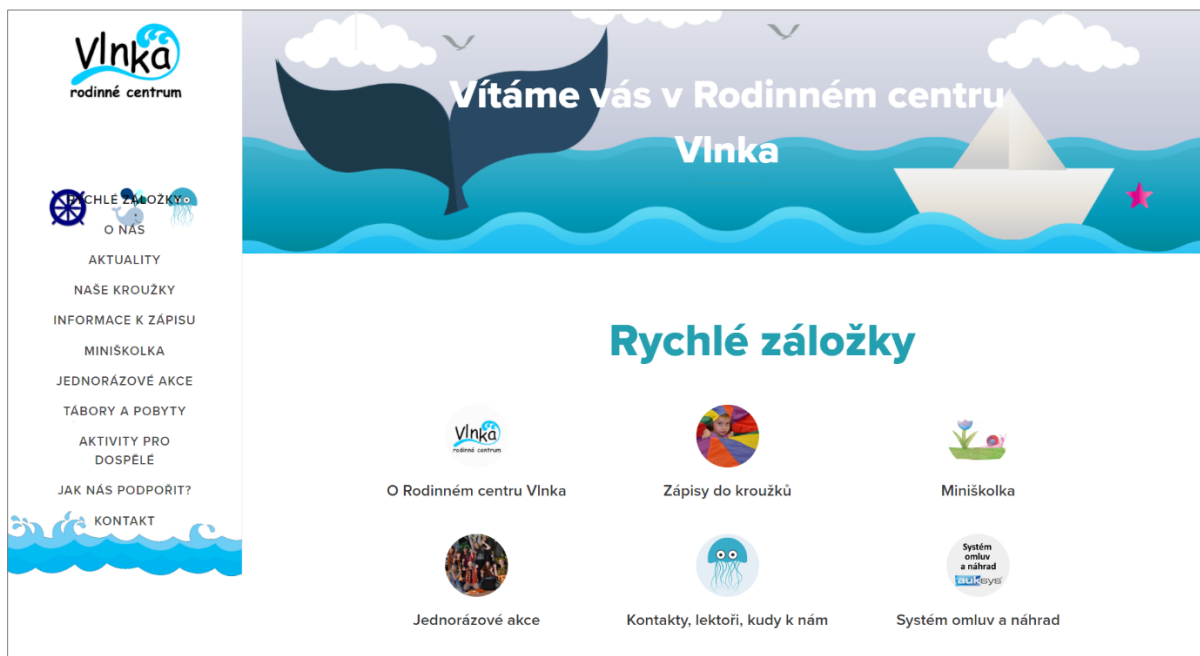 Vlnka
rodinné centrum
RYCHLÉ ZÁLOŽKY
O NÁS
AKTUALITY
NAŠE KROUŽKY
INFORMACE K ZÁPISU
MINIŠKOLKA
JEDNORÁZOVÉ AKCE
TÁBORY A POBYTY
AKTIVITY PRO
DOSPĚLÉ
JAK NÁS PODPOŘIT?
KONTAKT
Vítáme vás v Rodinném centru
Vlnka
Rychlé záložky
Vlnka
rodinné centrum
O Rodinném centru Vlnka
Zápisy do kroužků
Miniškolka
Jednorázové akce
Kontakty, lektoři, kudy k nám
Systém
omluv
a náhrad
auksys
Systém omluv a náhrad